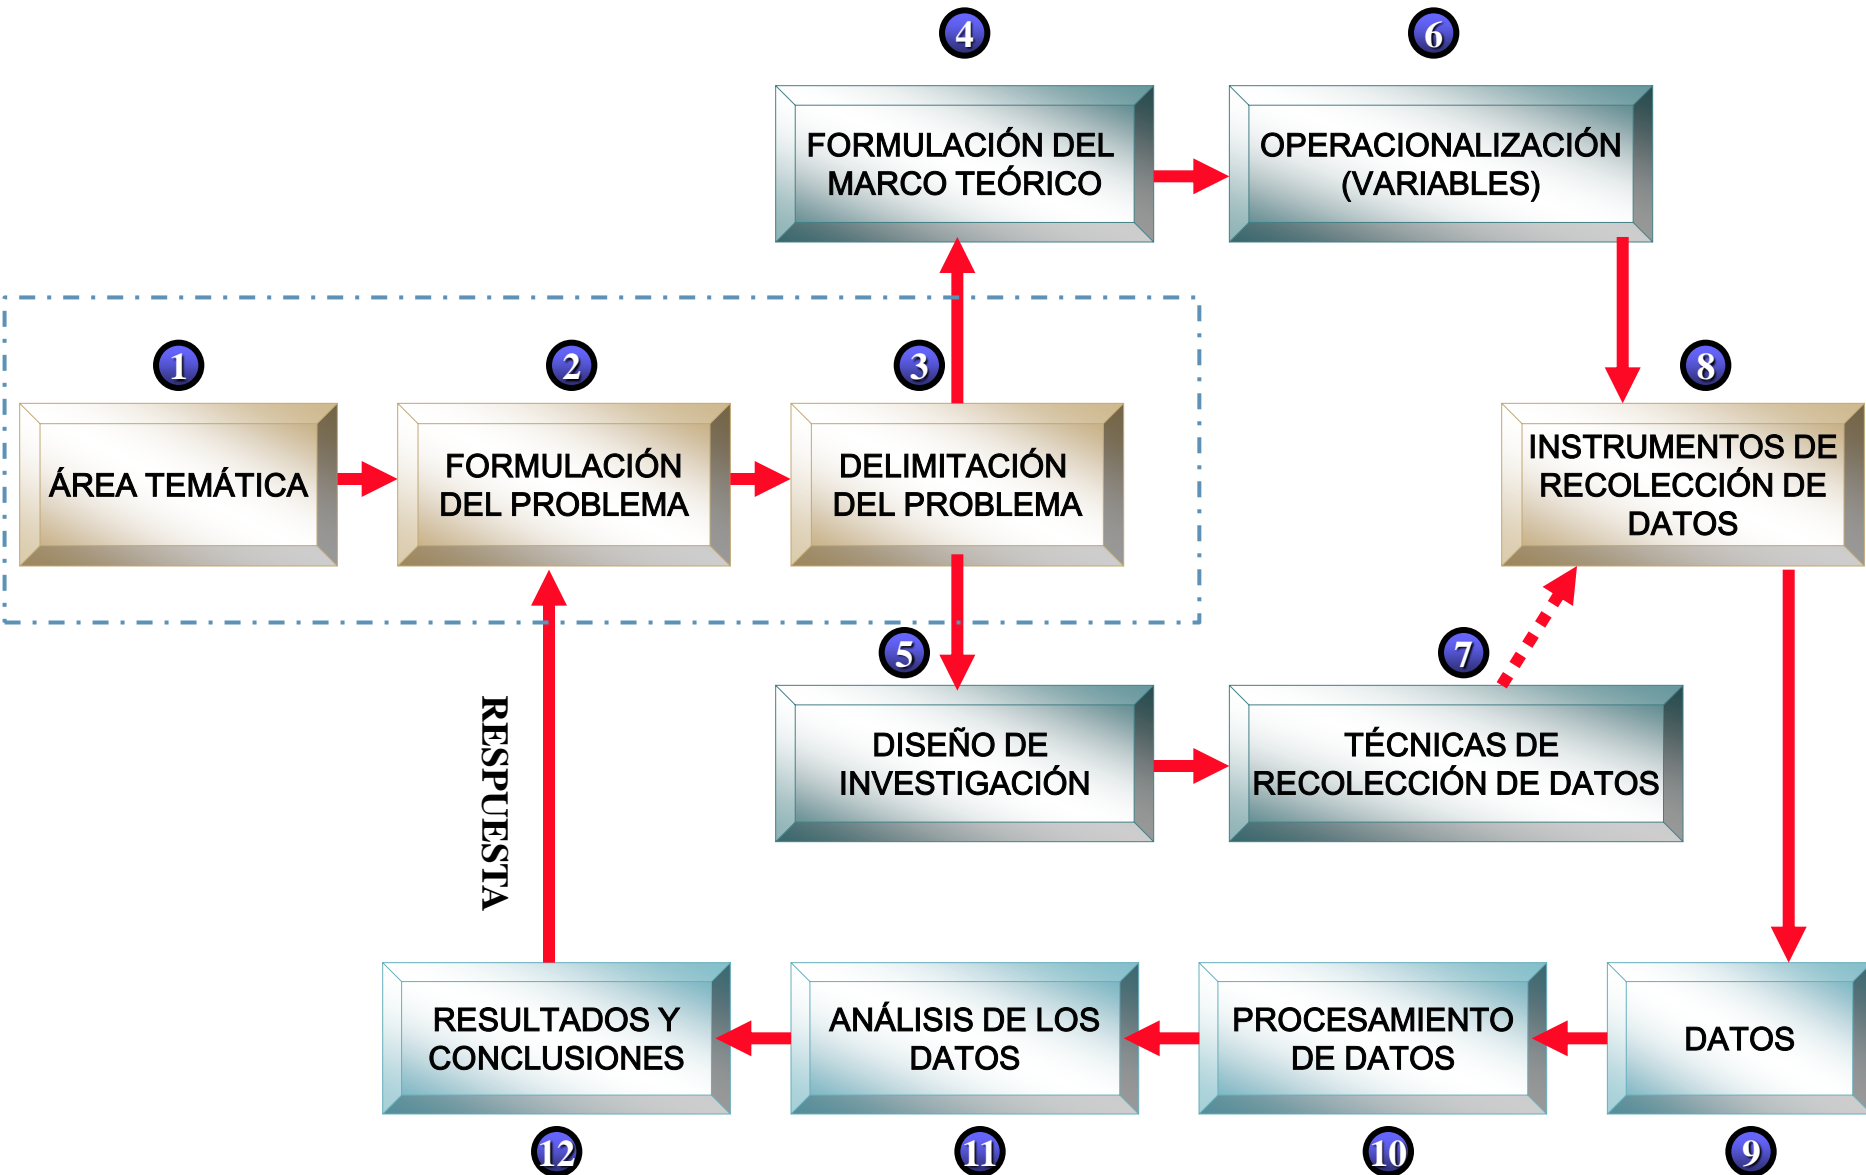 4
FORMULACIÓN DEL
MARCO TEÓRICO
6
OPERACIONALIZACIÓN
(VARIABLES)
1
ÁREA TEMÁTICA
2
FORMULACIÓN
DEL PROBLEMA
3
DELIMITACIÓN
DEL PROBLEMA
8
INSTRUMENTOS DE
RECOLECCIÓN DE
DATOS
5
DISEÑO DE
INVESTIGACIÓN
7
TÉCNICAS DE
RECOLECCIÓN DE DATOS
RESPUESTA
RESULTADOS Y
CONCLUSIONES
12
ANÁLISIS DE LOS
DATOS
11
PROCESAMIENTO
DE DATOS
10
DATOS
9